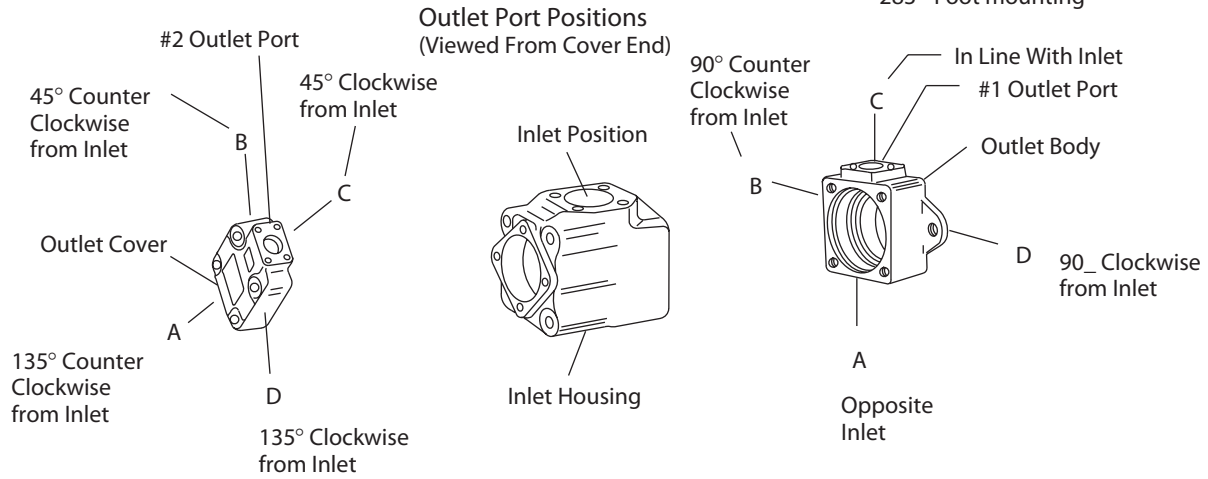 283 - Foot mounting
Outlet Port Positions
(Viewed From Cover End)
#2 Outlet Port
45° Counter
Clockwise
from Inlet
B
45° Clockwise
from Inlet
C
Outlet Cover
A
135° Counter
Clockwise
from Inlet
D
135° Clockwise
from Inlet
Inlet Position
Inlet Housing
90° Counter
Clockwise
from Inlet
B
In Line With Inlet
C
#1 Outlet Port
Outlet Body
D
90_ Clockwise
from Inlet
A
Opposite
Inlet